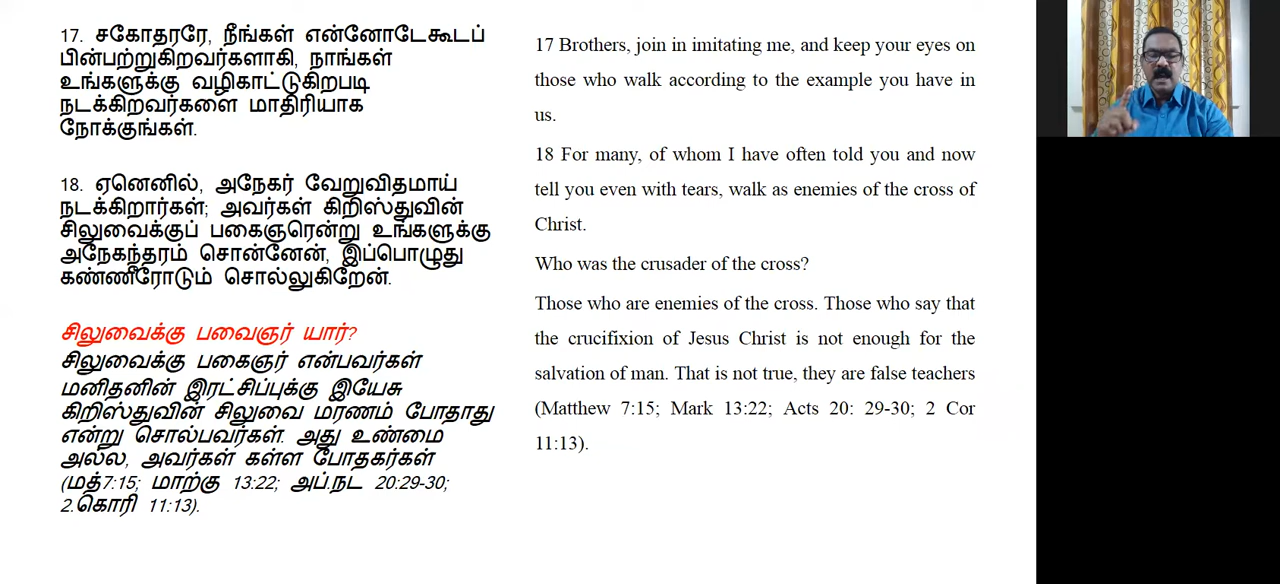 17. சகோதரரே, நீங்கள் என்னோடேகூடப்
பின்பற்றுகிறவர்களாகி, நாங்கள்
உங்களுக்கு வழிகாட்டுகிறபடி
நடக்கிறவர்களை மாதிரியாக
நோக்குங்கள்.
18. ஏனெனில், அநேகர் வேறுவிதமாய்
நடக்கிறார்கள்; அவர்கள் கிறிஸ்துவின்
சிலுவைக்குப் பகைஞரென்று உங்களுக்கு
அநேகந்தரம் சொன்னேன், இப்பொழுது
கண்ணீரோடும் சொல்லுகிறேன்.
சிலுவைக்கு பவைஞர் யார்?
சிலுவைக்கு பகைஞர் என்பவர்கள்
மனிதனின் இரட்சிப்புக்கு இயேசு
கிறிஸ்துவின் சிலுவை மரணம் போதாது
என்று சொல்பவர்கள். அது உண்மை
அல்ல, அவர்கள் கள்ள போதகர்கள்
(மத்7:15; மாற்கு 13:22; அப்.நட 20:29-30;
2.கொரி 11:13).
17 Brothers, join in imitating me, and keep your eyes on
those who walk according to the example you have in
us.
18 For many, of whom I have often told you and now
tell you even with tears, walk as enemies of the cross of
Christ.
Who was the crusader of the cross?
Those who are enemies of the cross. Those who say that
the crucifixion of Jesus Christ is not enough for the
salvation of man. That is not true, they are false teachers
(Matthew 7:15; Mark 13:22; Acts 20: 29-30; 2 Cor
11:13).